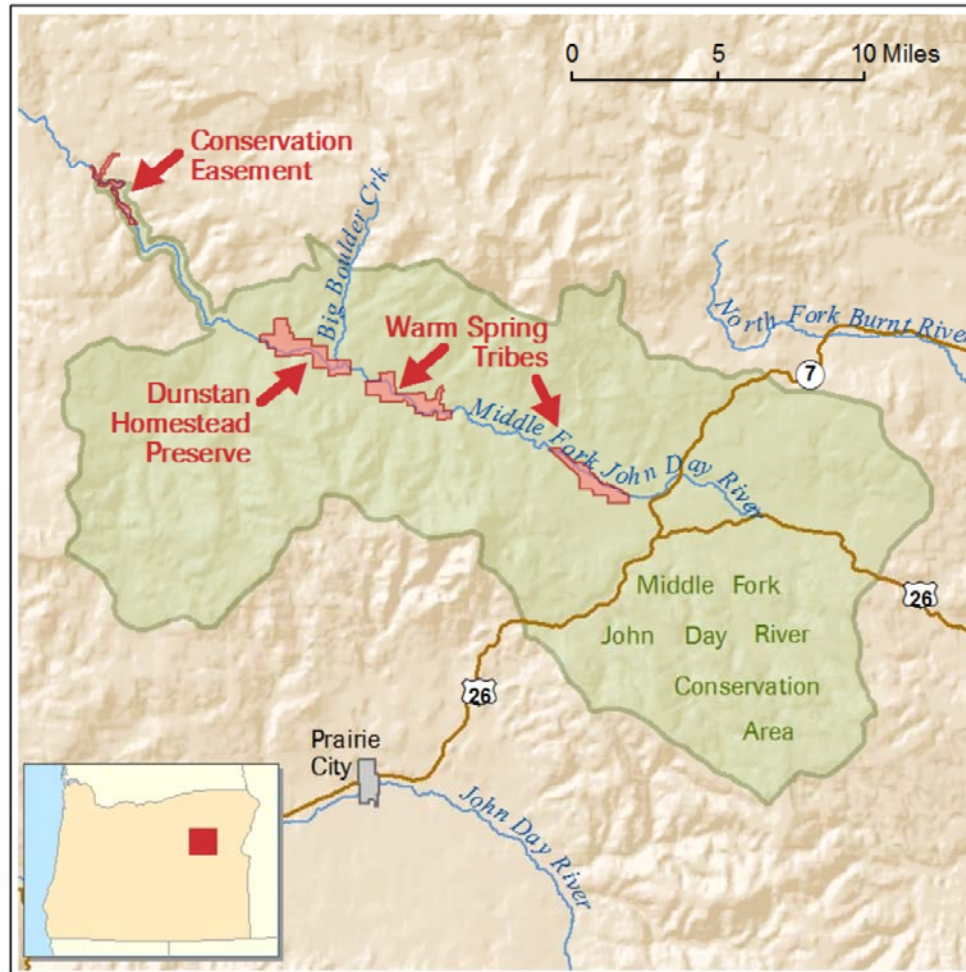 0 5 10 Miles
Conservation
Easement
Big Boulder Crk
Warm Spring
Tribes
North Fork Burnt River
7
Dunstan
Homestead
Preserve
Middle Fork John Day River
26
Middle Fork
John Day River
Conservation
Area
26
Prairie
City
John Day River